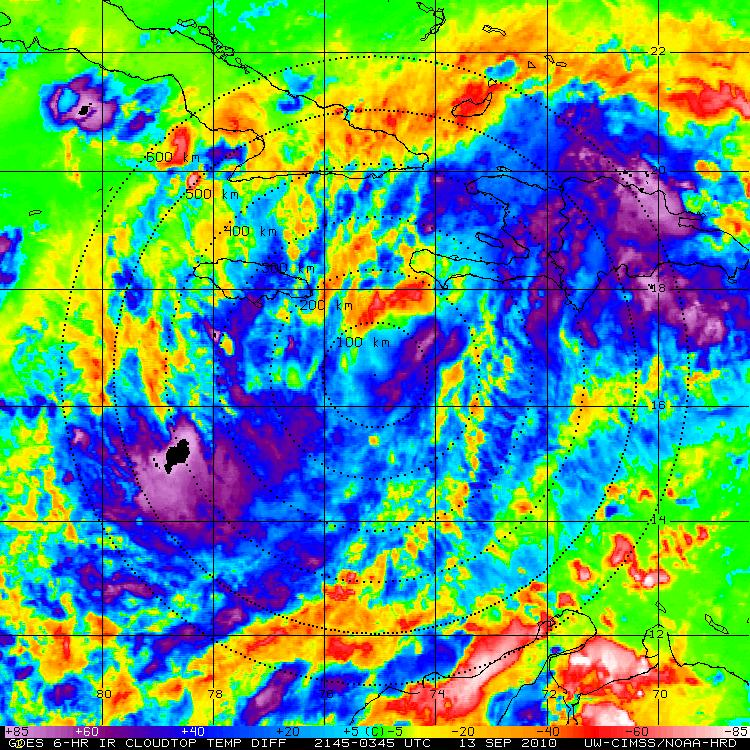 22
600 km
20
500 km
400 km
300 km
18
200 km
100 km
16
14
12
80 78 76 74 72 70
+85 +60 +40 +20 +5 (C) -5 -20 -40 -60 -85
GOES 6-HR IR CLOUDTOP TEMP DIFF 2145-0345 UTC 13 SEP 2010 UW-CIMSS/NOAA-HRD